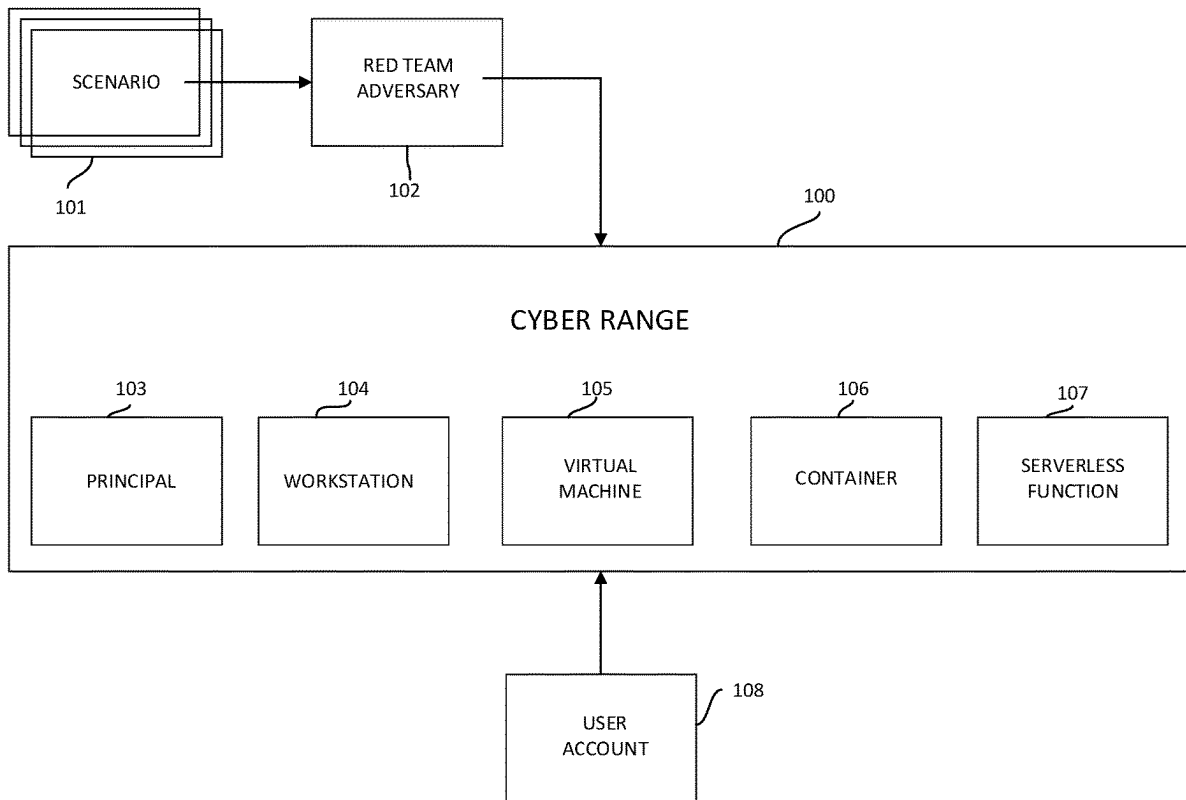 SCENARIO
RED TEAM
ADVERSARY
101
102
100
CYBER RANGE
103
104
105
106
107
PRINCIPAL
WORKSTATION
VIRTUAL
MACHINE
CONTAINER
SERVERLESS
FUNCTION
108
USER
ACCOUNT